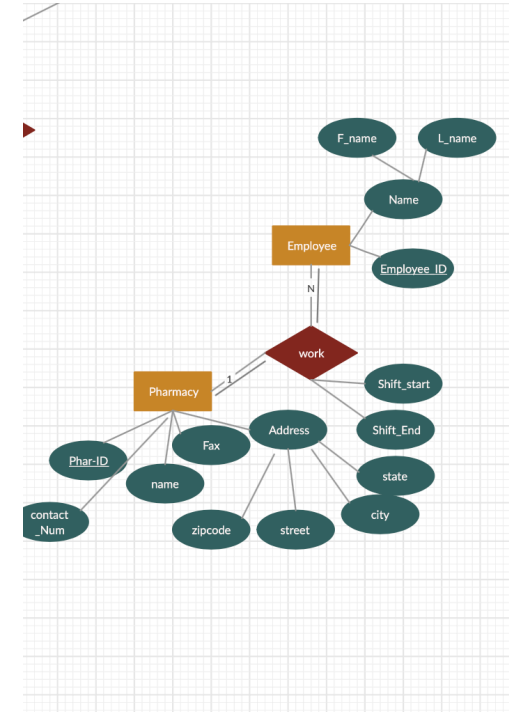 F_name
L_name
Name
Employee
Employee_ID
N
work
1
Shift_start
Pharmacy
Shift_End
Address
Fax
Phar-ID
state
name
contact
_Num
city
zipcode
street